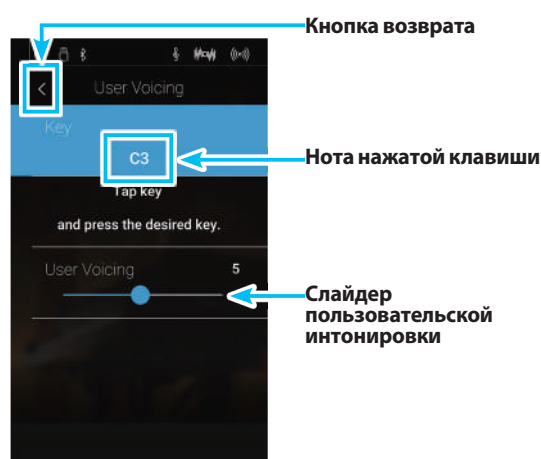 Кнопка возврата
User Voicing
Key
C3
Нота нажатой клавиши
Tap key
and press the desired key.
User Voicing 5
Слайдер
пользовательской
интонировки